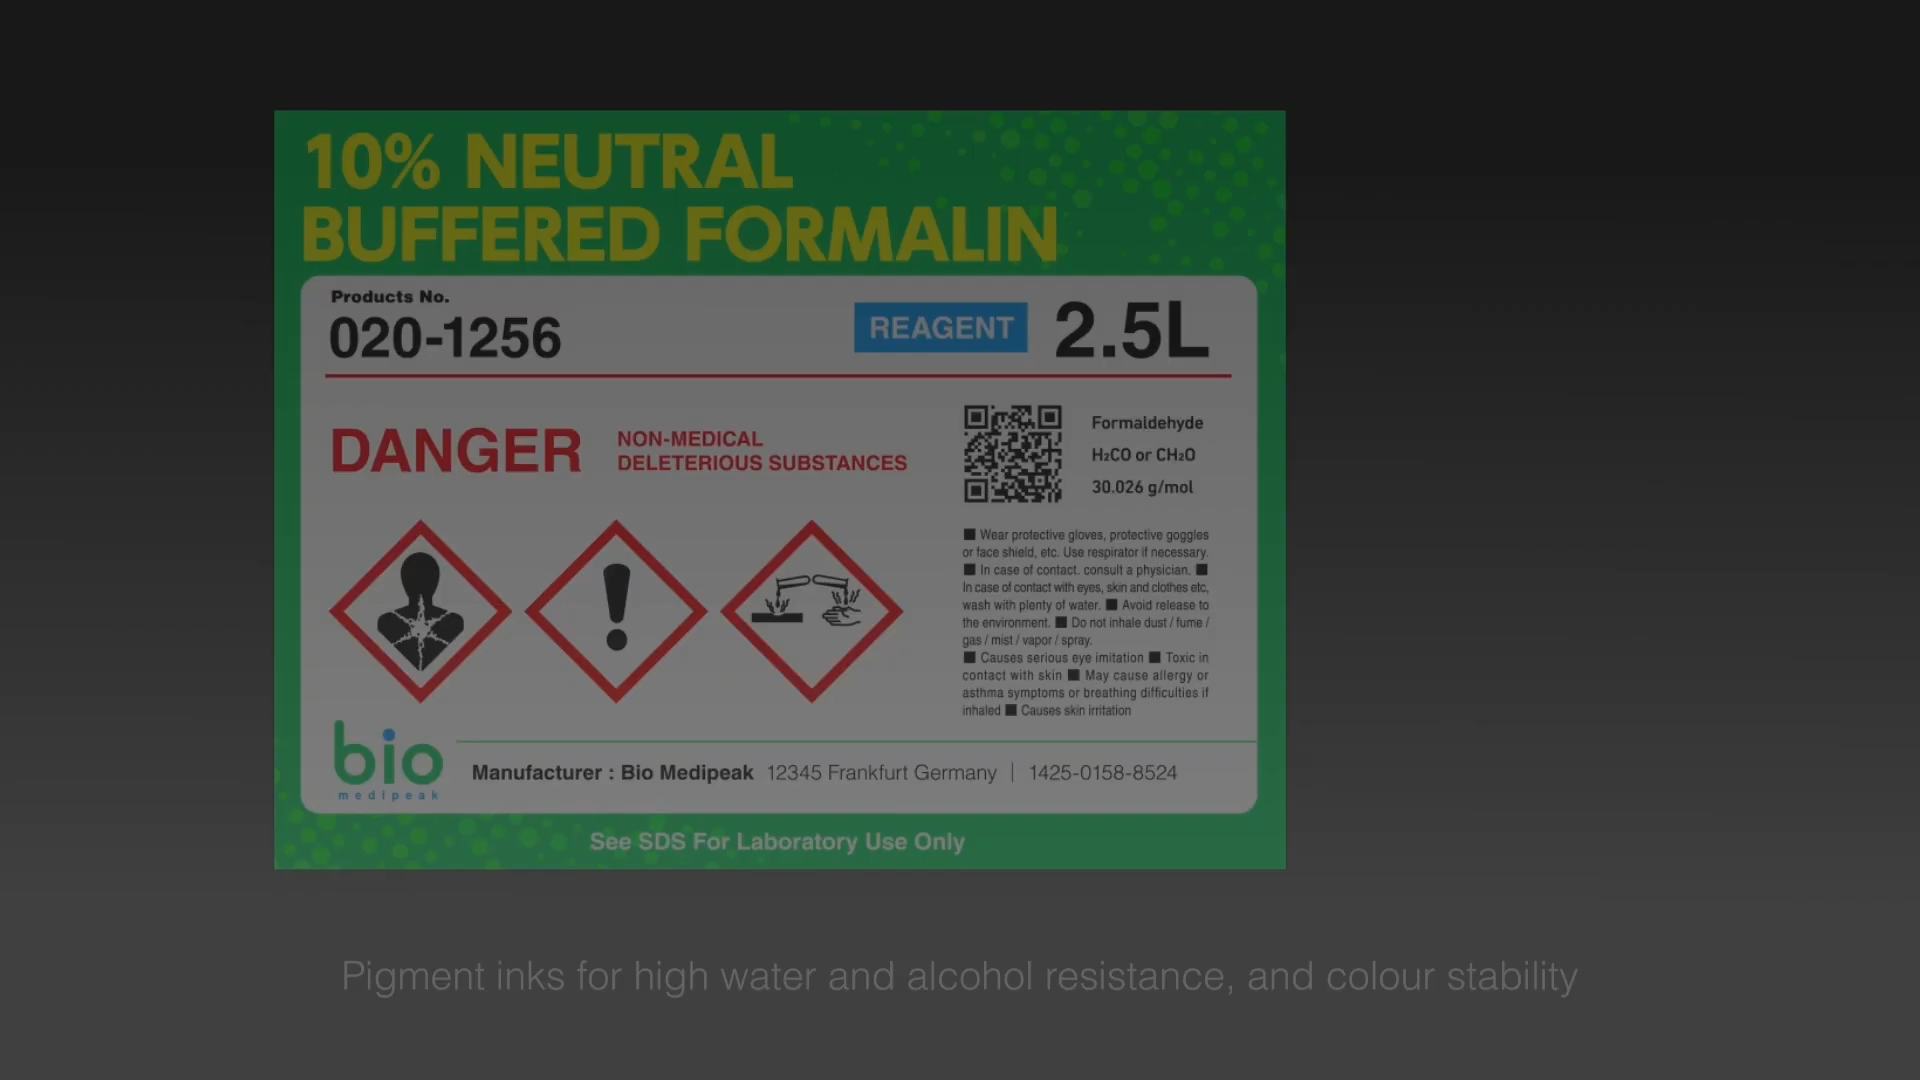 10% NEUTRAL
BUFFERED FORMALIN
Products No.
020-1256
REAGENT 2.5L
DANGER
NON-MEDICAL
DELETERIOUS SUBSTANCES
Formaldehyde
H₂CO or CH₂O
30.026 g/mol
■ Wear protective gloves, protective goggles
or face shield, etc. Use respirator if necessary.
■ In case of contact. consult a physician. ■
In case of contact with eyes, skin and clothes etc,
wash with plenty of water. ■ Avoid release to
the environment. ■ Do not inhale dust / fume /
gas / mist / vapor / spray.
■ Causes serious eye imitation ■ Toxic in
contact with skin ■ May cause allergy or
asthma symptoms or breathing difficulties if
inhaled ■ Causes skin irritation
bio
medipeak
Manufacturer : Bio Medipeak 12345 Frankfurt Germany | 1425-0158-8524
See SDS For Laboratory Use Only
Pigment inks for high water and alcohol resistance, and colour stability